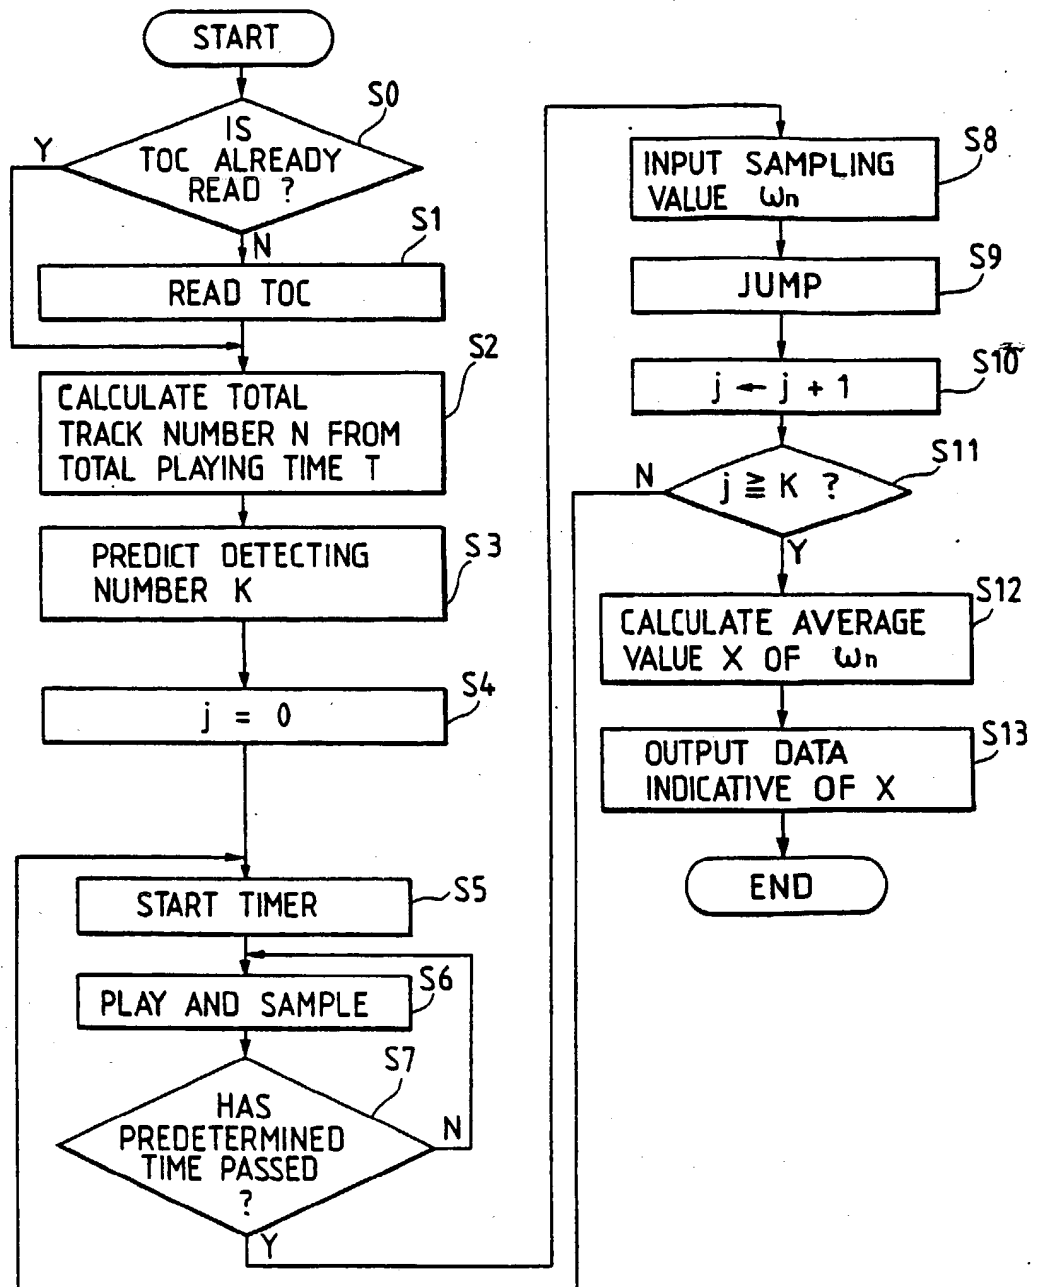 START
S0
IS
TOC ALREADY
READ ?
Y
N
S1
READ TOC
S2
CALCULATE TOTAL
TRACK NUMBER N FROM
TOTAL PLAYING TIME T
S3
PREDICT DETECTING
NUMBER K
S4
j = 0
S5
START TIMER
S6
PLAY AND SAMPLE
S7
HAS
PREDETERMINED
TIME PASSED
?
N
Y
S8
INPUT SAMPLING
VALUE ωn
S9
JUMP
S10
j ← j + 1
S11
j ≧ K ?
N
Y
S12
CALCULATE AVERAGE
VALUE X OF ωn
S13
OUTPUT DATA
INDICATIVE OF X
END